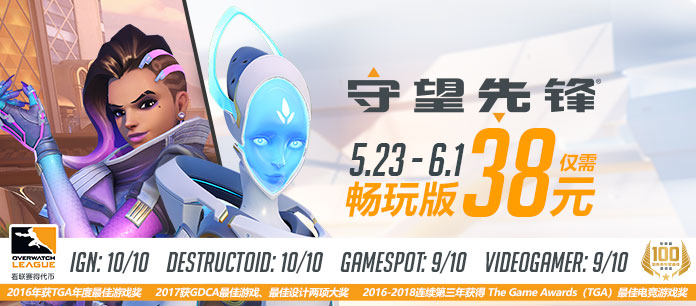 守望先锋®
5.23 - 6.1
畅玩版 38 仅需 元
OVERWATCH
LEAGUE
看联赛得代币
IGN: 10/10 DESTRUCTOID: 10/10 GAMESPOT: 9/10 VIDEOGAMER: 9/10
100
2016年获TGA年度最佳游戏奖 2017获GDCA最佳游戏、最佳设计两项大奖 2016-2018连续第三年获得 The Game Awards（TGA）最佳电竞游戏奖